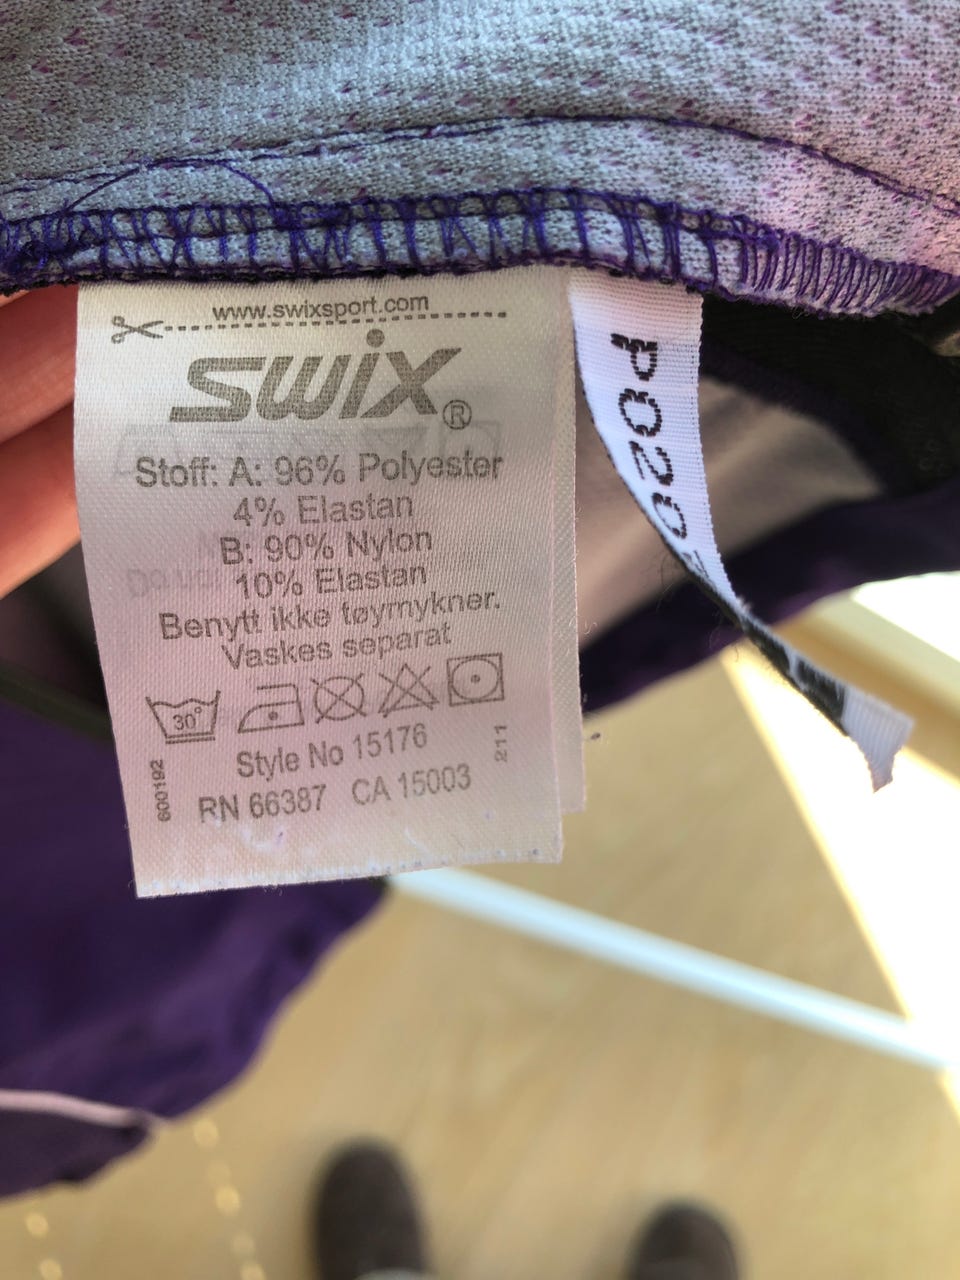 www.swixsport.com
swix®
Stoff: A: 96% Polyester
4% Elastan
B: 90% Nylon
10% Elastan
Benytt ikke tøymykner.
Vaskes separat
30°
Style No 15176
211
600192
RN 66387 CA 15003